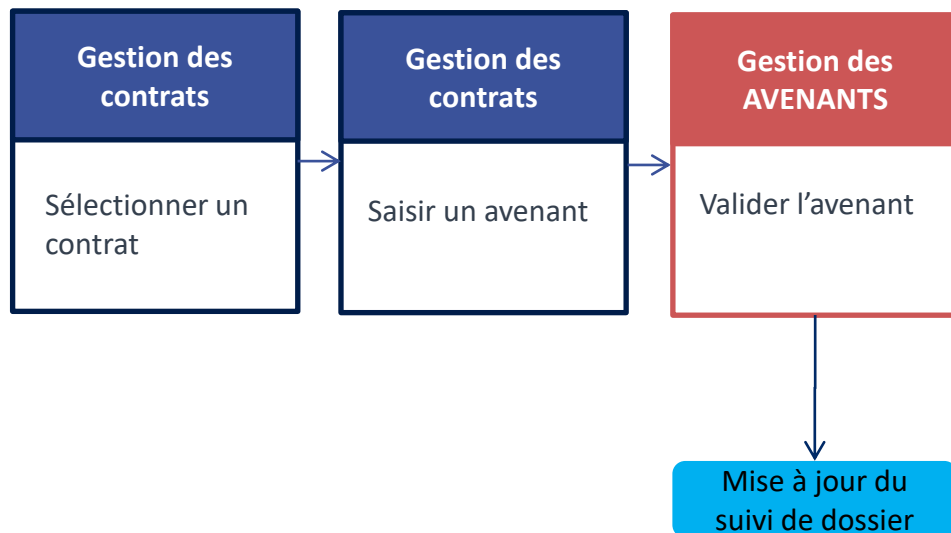 Gestion des
contrats
Sélectionner un
contrat
Gestion des
contrats
Saisir un avenant
Gestion des
AVENANTS
Valider l’avenant
Mise à jour du
suivi de dossier